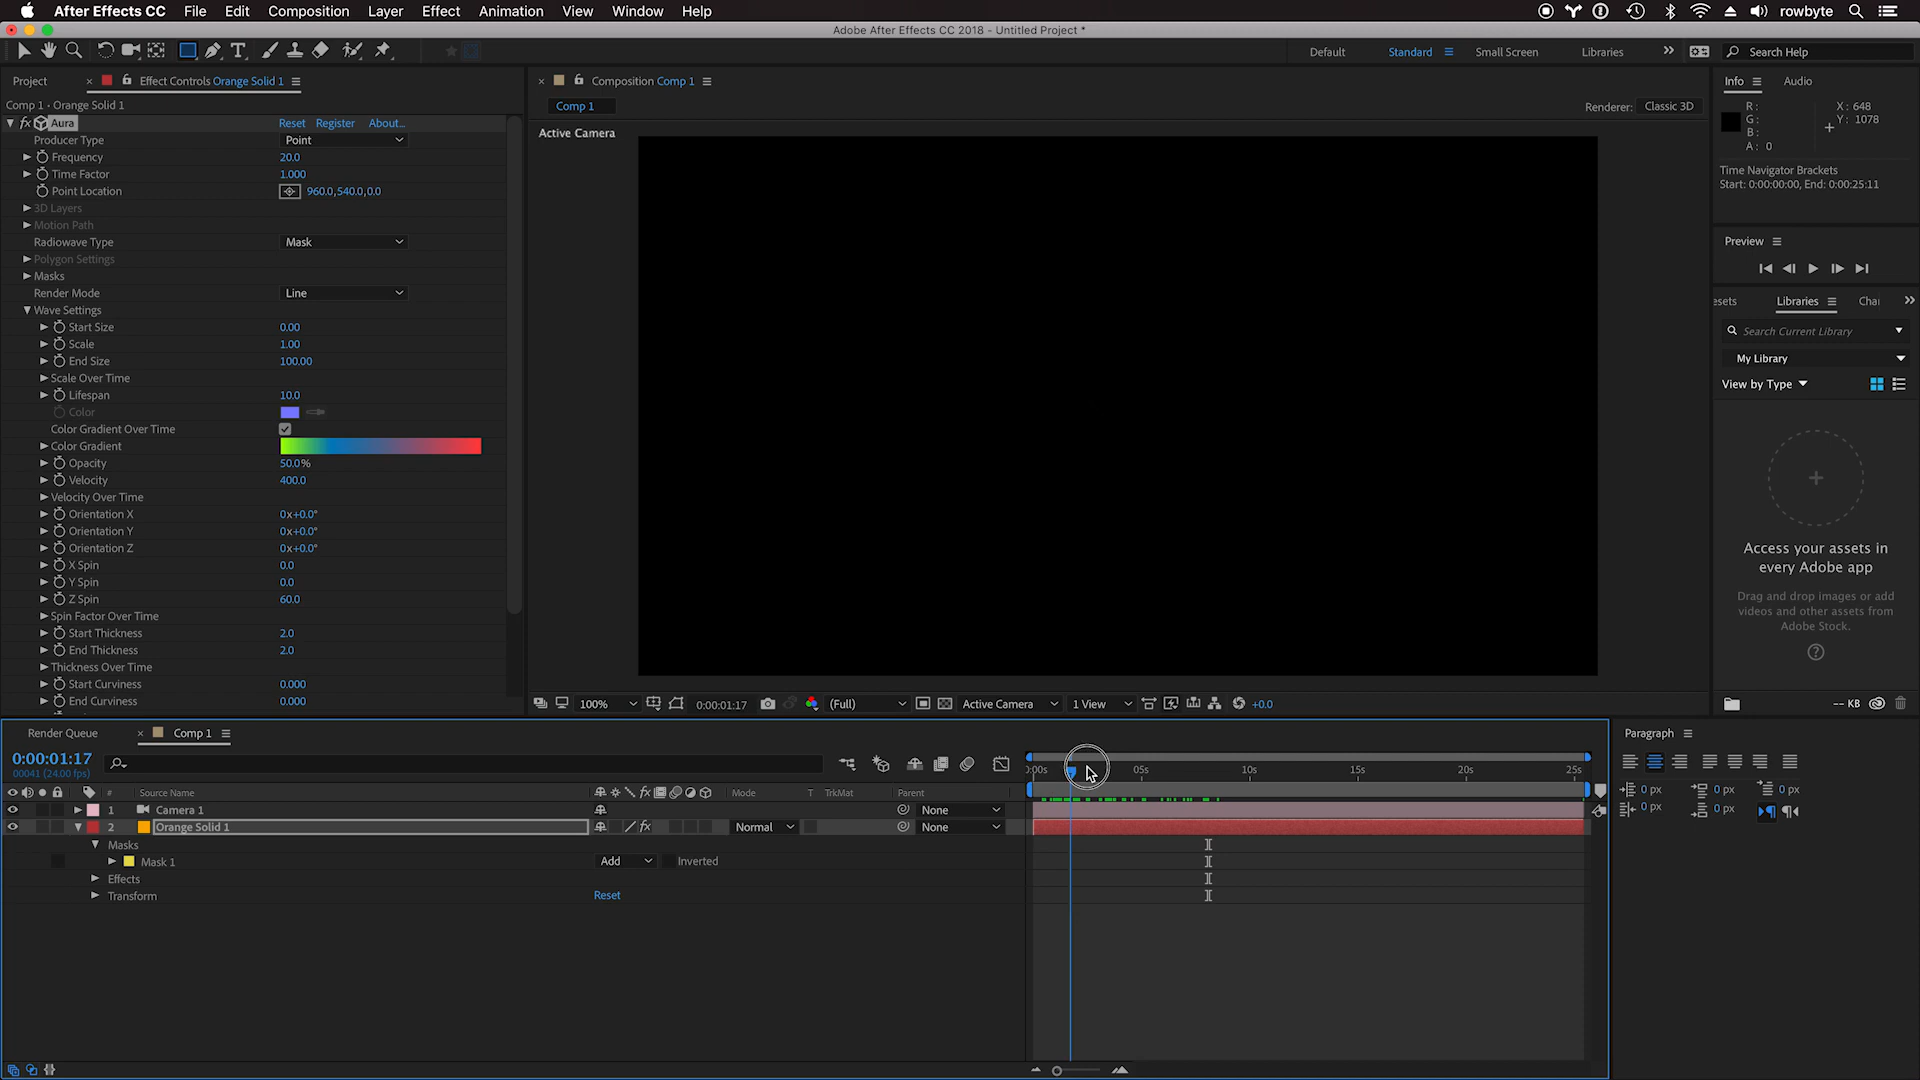 After Effects CC File Edit Composition Layer Effect Animation View Window Help rowbyte
Adobe After Effects CC 2018 - Untitled Project *
Default Standard Small Screen Libraries Search Help
Project Effect Controls Orange Solid 1
Comp 1 • Orange Solid 1
fx Aura Reset Register About...
Producer Type Point
Frequency 20.0
Time Factor 1.000
Point Location 960.0,540.0,0.0
3D Layers
Motion Path
Radiowave Type Mask
Polygon Settings
Masks
Render Mode Line
Wave Settings
Start Size 0.00
Scale 1.00
End Size 100.00
Scale Over Time
Lifespan 10.0
Color
Color Gradient Over Time
Color Gradient
Opacity 50.0%
Velocity 400.0
Velocity Over Time
Orientation X 0x+0.0°
Orientation Y 0x+0.0°
Orientation Z 0x+0.0°
X Spin 0.0
Y Spin 0.0
Z Spin 60.0
Spin Factor Over Time
Start Thickness 2.0
End Thickness 2.0
Thickness Over Time
Start Curviness 0.000
End Curviness 0.000
Composition Comp 1
Comp 1
Renderer: Classic 3D
Active Camera
100% 0:00:01:17 (Full) Active Camera 1 View +0.0
Info Audio
R: X: 648
G: Y: 1078
B:
A: 0
Time Navigator Brackets
Start: 0:00:00:00, End: 0:00:25:11
Preview
esets Libraries Cha
Search Current Library
My Library
View by Type
Access your assets in
every Adobe app
Drag and drop images or add
videos and other assets from
Adobe Stock.
-- KB
Render Queue Comp 1
0:00:01:17
00041 (24.00 fps)
0:00s 05s 10s 15s 20s 25s
# Source Name Mode T TrkMat Parent
1 Camera 1 None
2 Orange Solid 1 fx Normal None
Masks
Mask 1 Add Inverted
Effects
Transform Reset
Paragraph
0 px 0 px 0 px
0 px 0 px